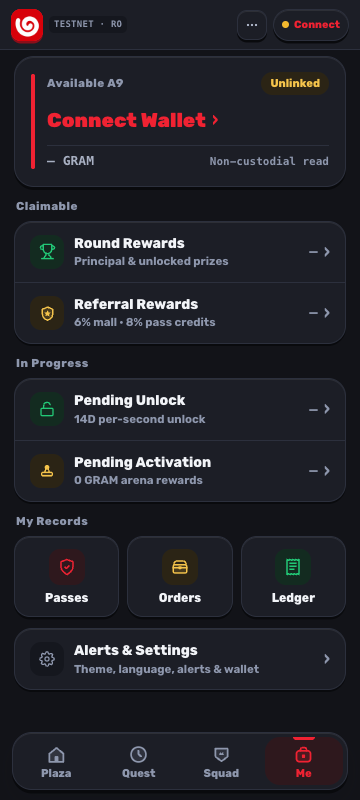 TESTNET · RO
···
Connect
Available A9
Unlinked
Connect Wallet ›
— GRAM
Non-custodial read
Claimable
Round Rewards
Principal & unlocked prizes
— ›
Referral Rewards
6% mall · 8% pass credits
— ›
In Progress
Pending Unlock
14D per-second unlock
— ›
Pending Activation
0 GRAM arena rewards
— ›
My Records
Passes
Orders
Ledger
Alerts & Settings
Theme, language, alerts & wallet
›
Plaza
Quest
Squad
Me